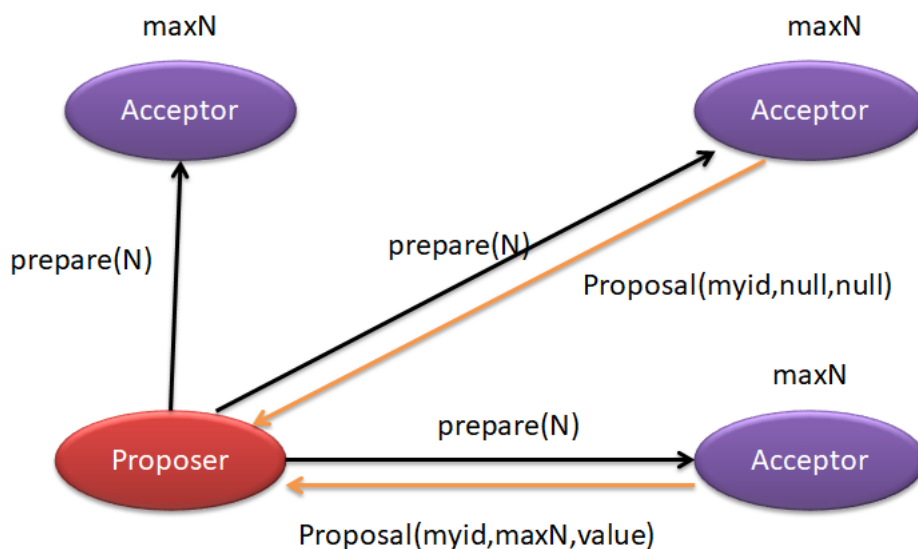 maxN
maxN
Acceptor
Acceptor
prepare(N)
prepare(N)
Proposal(myid,null,null)
maxN
prepare(N)
Proposer
Acceptor
Proposal(myid,maxN,value)